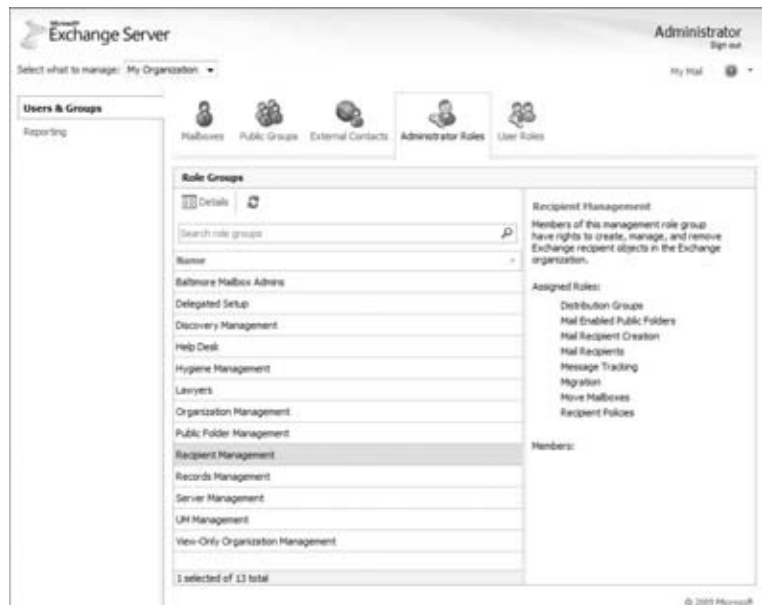 Microsoft
Exchange Server
Administrator
Sign out
Select what to manage: My Organization
My Mail
Users & Groups
Reporting
Mailboxes
Public Groups
External Contacts
Administrator Roles
User Roles
Role Groups
Details
Search role groups
Name
Baltimore Mailbox Admins
Delegated Setup
Discovery Management
Help Desk
Hygiene Management
Lawyers
Organization Management
Public Folder Management
Recipient Management
Records Management
Server Management
UM Management
View-Only Organization Management
1 selected of 13 total
Recipient Management
Members of this management role group
have rights to create, manage, and remove
Exchange recipient objects in the Exchange
organization.
Assigned Roles:
Distribution Groups
Mail Enabled Public Folders
Mail Recipient Creation
Mail Recipients
Message Tracking
Migration
Move Mailboxes
Recipient Policies
Members:
© 2009 Microsoft